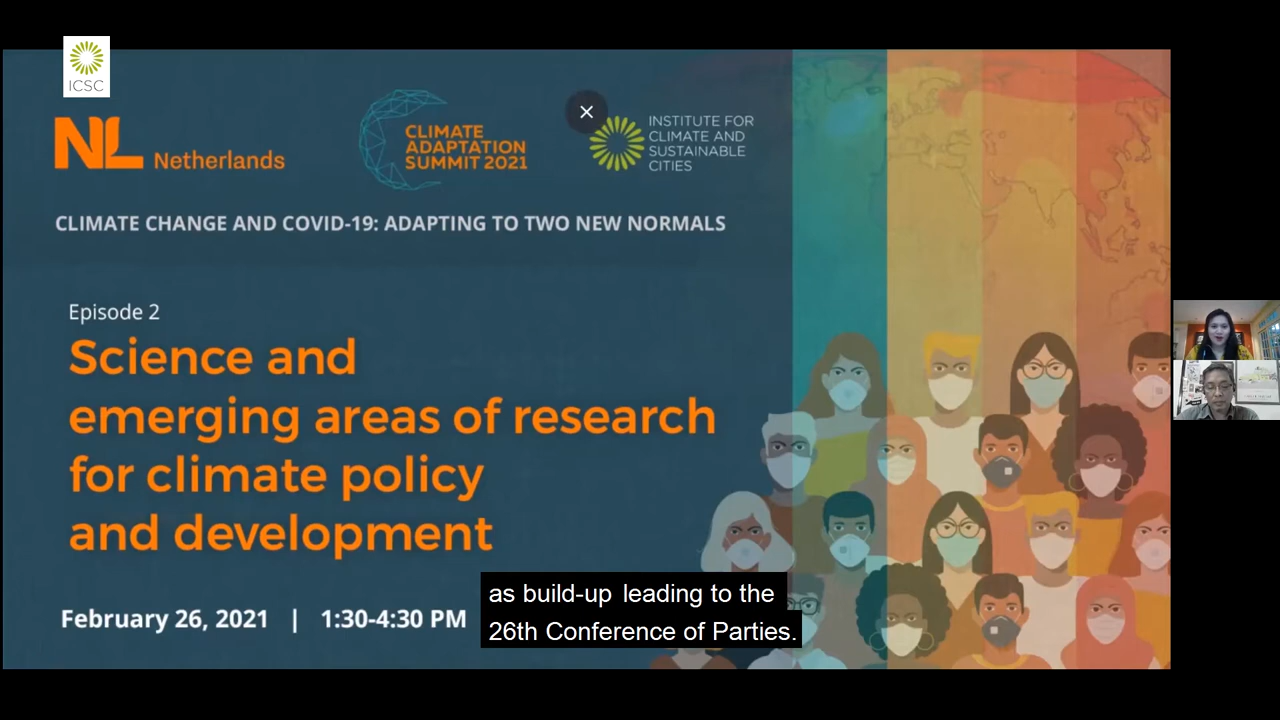 ICSC
NL Netherlands
CLIMATE
ADAPTATION
SUMMIT 2021
INSTITUTE FOR
CLIMATE AND
SUSTAINABLE
CITIES
CLIMATE CHANGE AND COVID-19: ADAPTING TO TWO NEW NORMALS
Episode 2
Science and
emerging areas of research
for climate policy
and development
February 26, 2021 | 1:30-4:30 PM
as build-up leading to the
26th Conference of Parties.